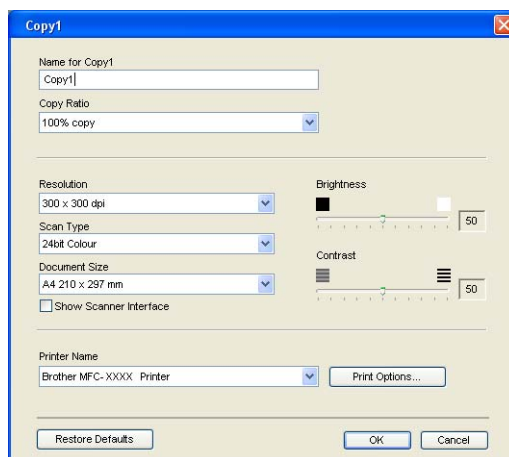 Copy1
Name for Copy1
Copy1
Copy Ratio
100% copy
Resolution
300 x 300 dpi
Scan Type
24bit Colour
Document Size
A4 210 x 297 mm
Show Scanner Interface
Brightness
50
Contrast
50
Printer Name
Brother MFC-XXXX Printer
Print Options...
Restore Defaults
OK
Cancel